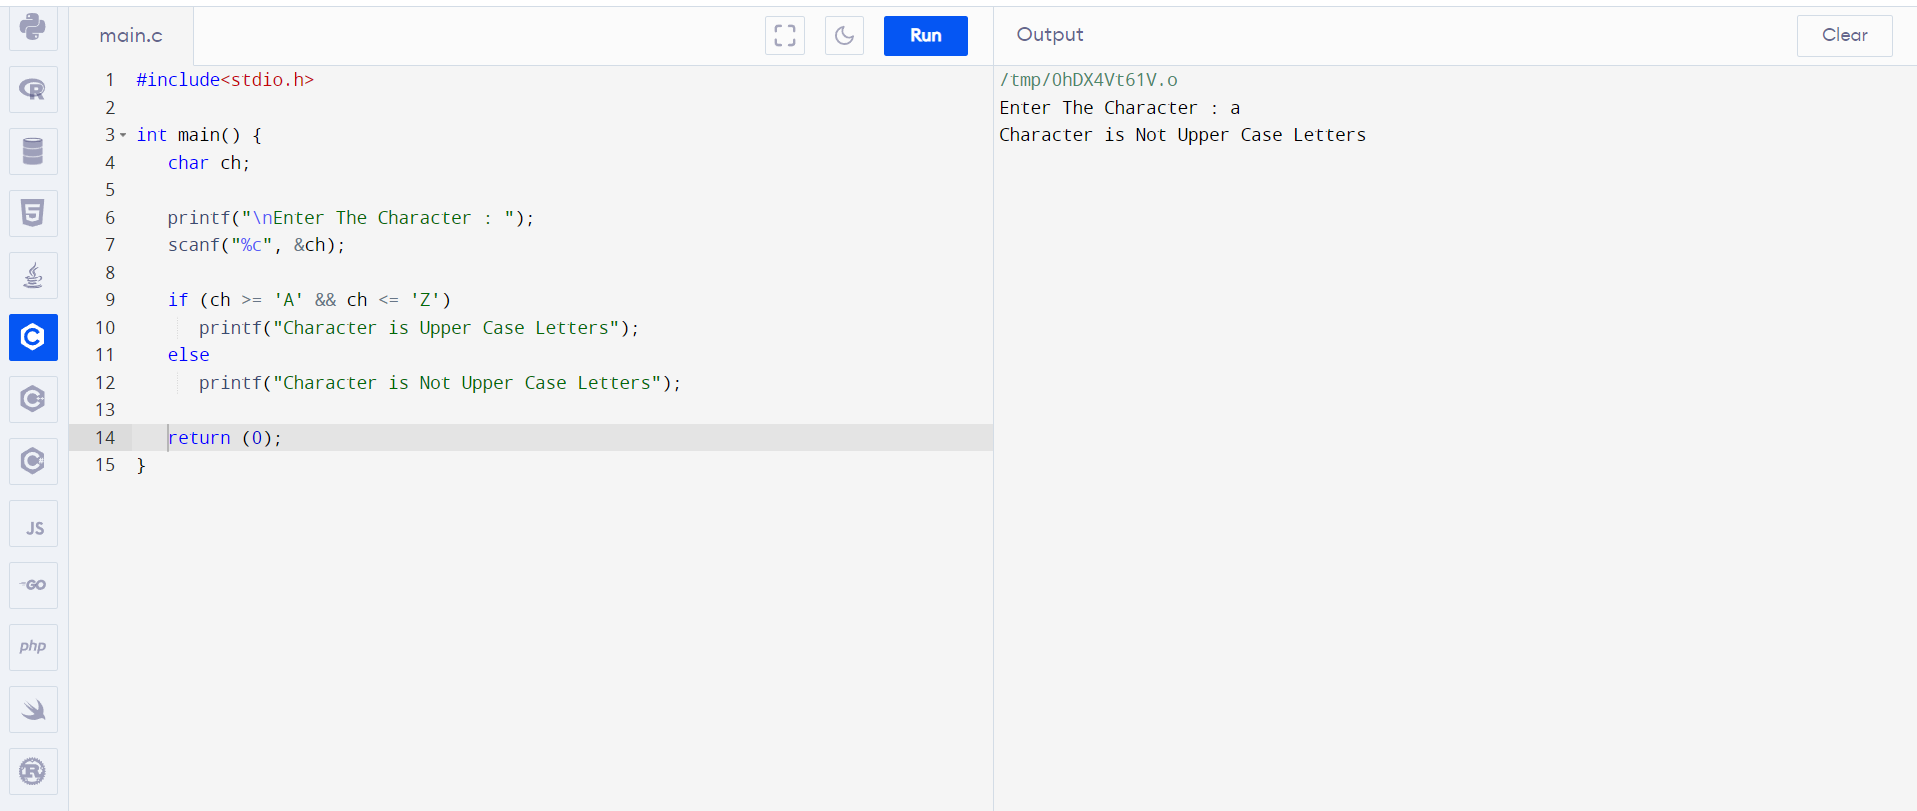 main.c
Run
Output
Clear
1 #include<stdio.h>
2
3 int main() {
4    char ch;
5
6    printf("\nEnter The Character : ");
7    scanf("%c", &ch);
8
9    if (ch >= 'A' && ch <= 'Z')
10       printf("Character is Upper Case Letters");
11    else
12       printf("Character is Not Upper Case Letters");
13
14    return (0);
15 }
/tmp/0hDX4Vt61V.o
Enter The Character : a
Character is Not Upper Case Letters
R
5
C
C
C
JS
GO
php
R